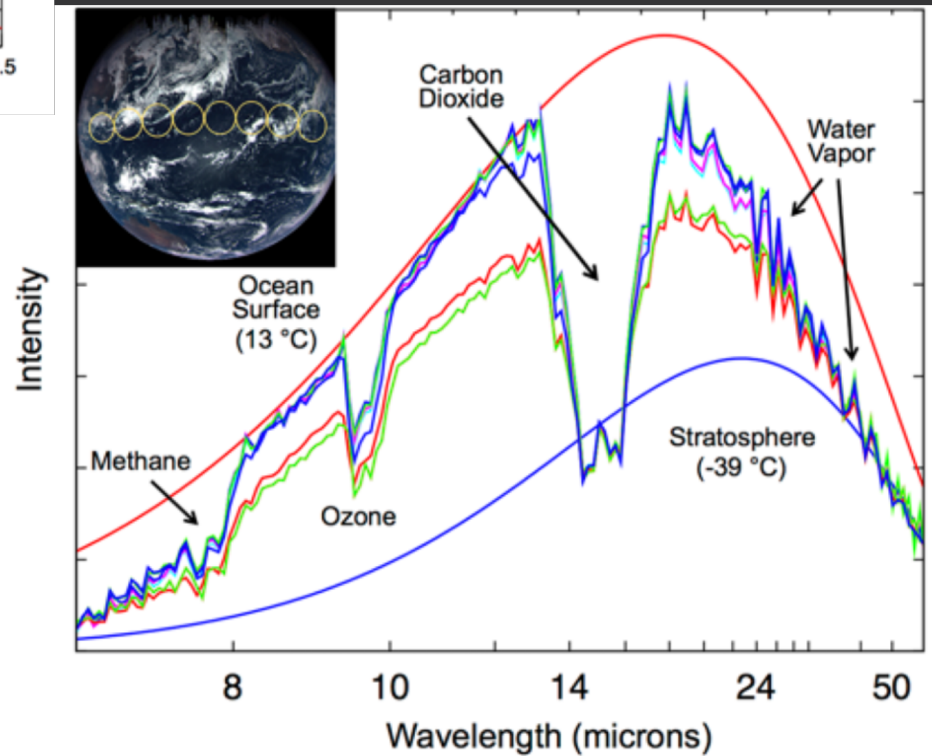 .5
Carbon
Dioxide
Water
Vapor
Ocean
Surface
(13 °C)
Methane
Ozone
Stratosphere
(-39 °C)
Intensity
8
10
14
24
50
Wavelength (microns)